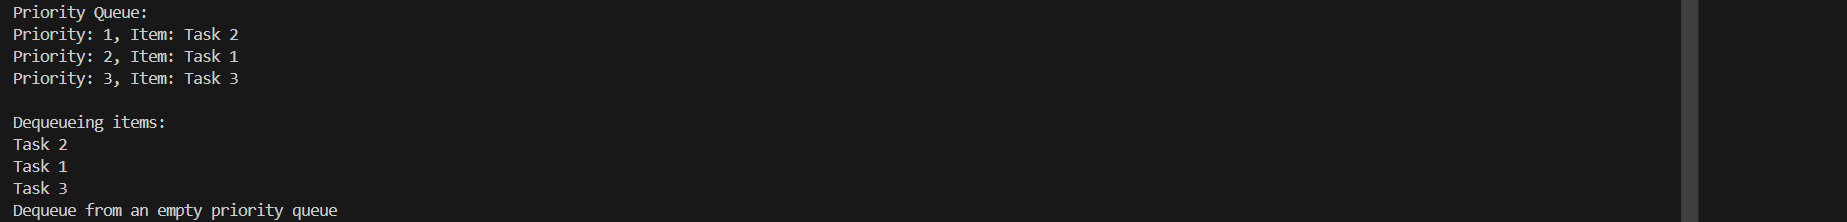 Priority Queue:
Priority: 1, Item: Task 2
Priority: 2, Item: Task 1
Priority: 3, Item: Task 3

Dequeueing items:
Task 2
Task 1
Task 3
Dequeue from an empty priority queue